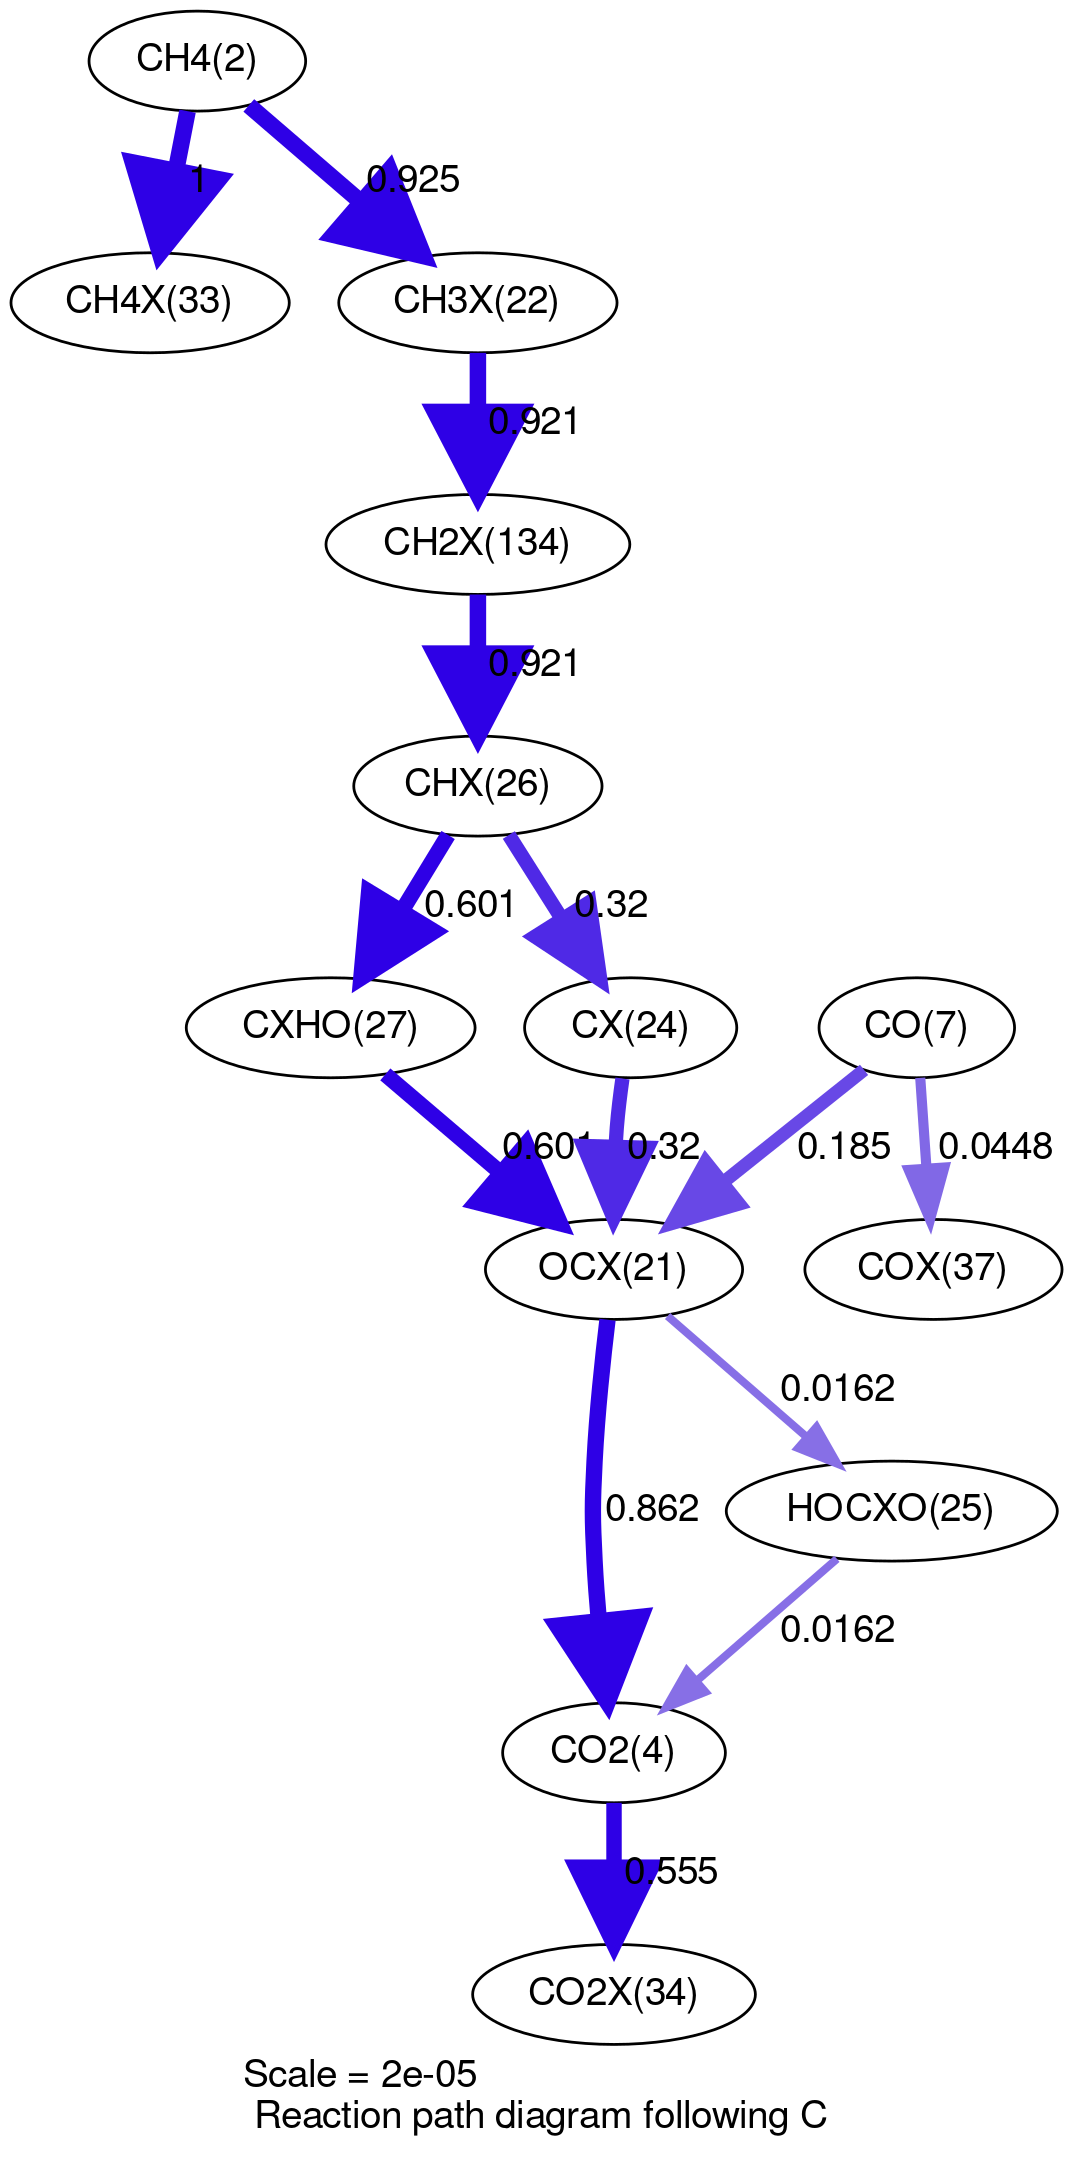 CH4(2)
1
0.925
CH4X(33)
CH3X(22)
0.921
CH2X(134)
0.921
CHX(26)
0.601
0.32
CXHO(27)
CX(24)
CO(7)
0.601
0.32
0.185
0.0448
OCX(21)
COX(37)
0.0162
0.862
HOCXO(25)
0.0162
CO2(4)
0.555
CO2X(34)
Scale = 2e-05
Reaction path diagram following C